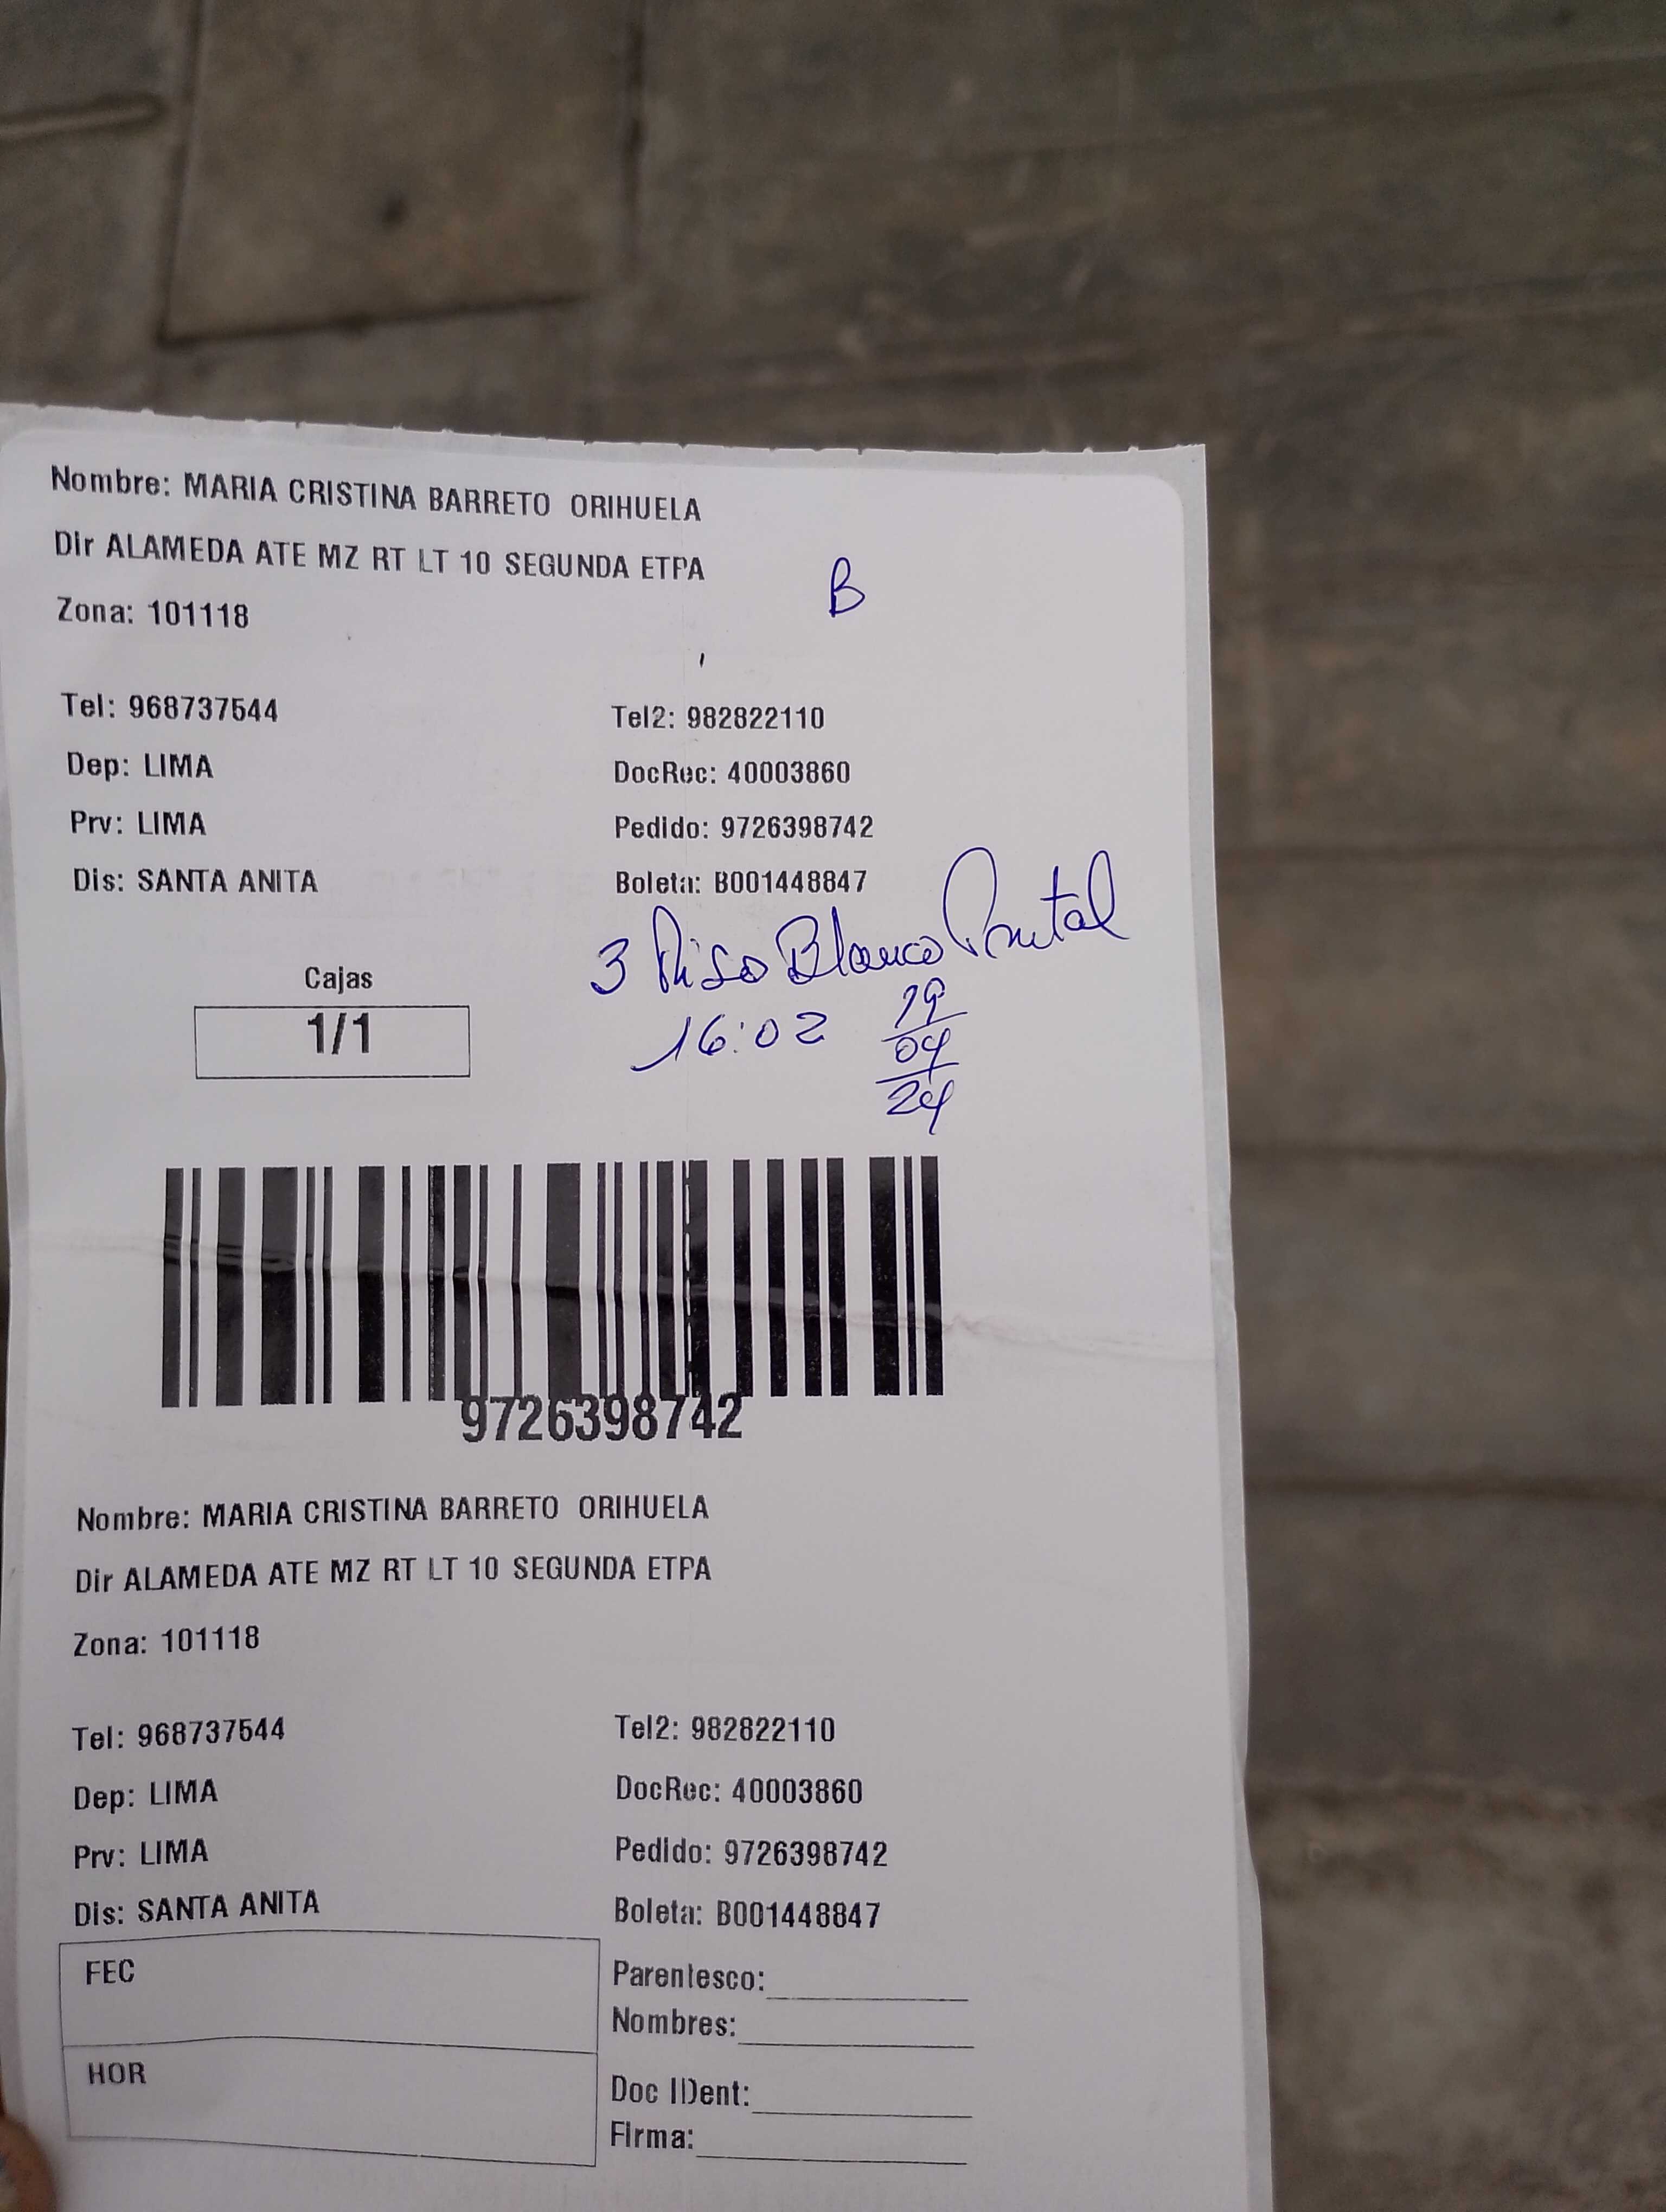 Nombre: MARIA CRISTINA BARRETO ORIHUELA
Dir ALAMEDA ATE MZ RT LT 10 SEGUNDA ETPA
B
Zona: 101118
Tel: 968737544 Tel2: 982822110
Dep: LIMA DocRec: 40003860
Prv: LIMA Pedido: 9726398742
Dis: SANTA ANITA Boleta: B001448847
3 Piso Blanco
Cajas
1/1
16:02 19/04/24
9726398742
Nombre: MARIA CRISTINA BARRETO ORIHUELA
Dir ALAMEDA ATE MZ RT LT 10 SEGUNDA ETPA
Zona: 101118
Tel: 968737544 Tel2: 982822110
Dep: LIMA DocRec: 40003860
Prv: LIMA Pedido: 9726398742
Dis: SANTA ANITA Boleta: B001448847
FEC
Parentesco:
Nombres:
HOR
Doc IDent:
Firma: